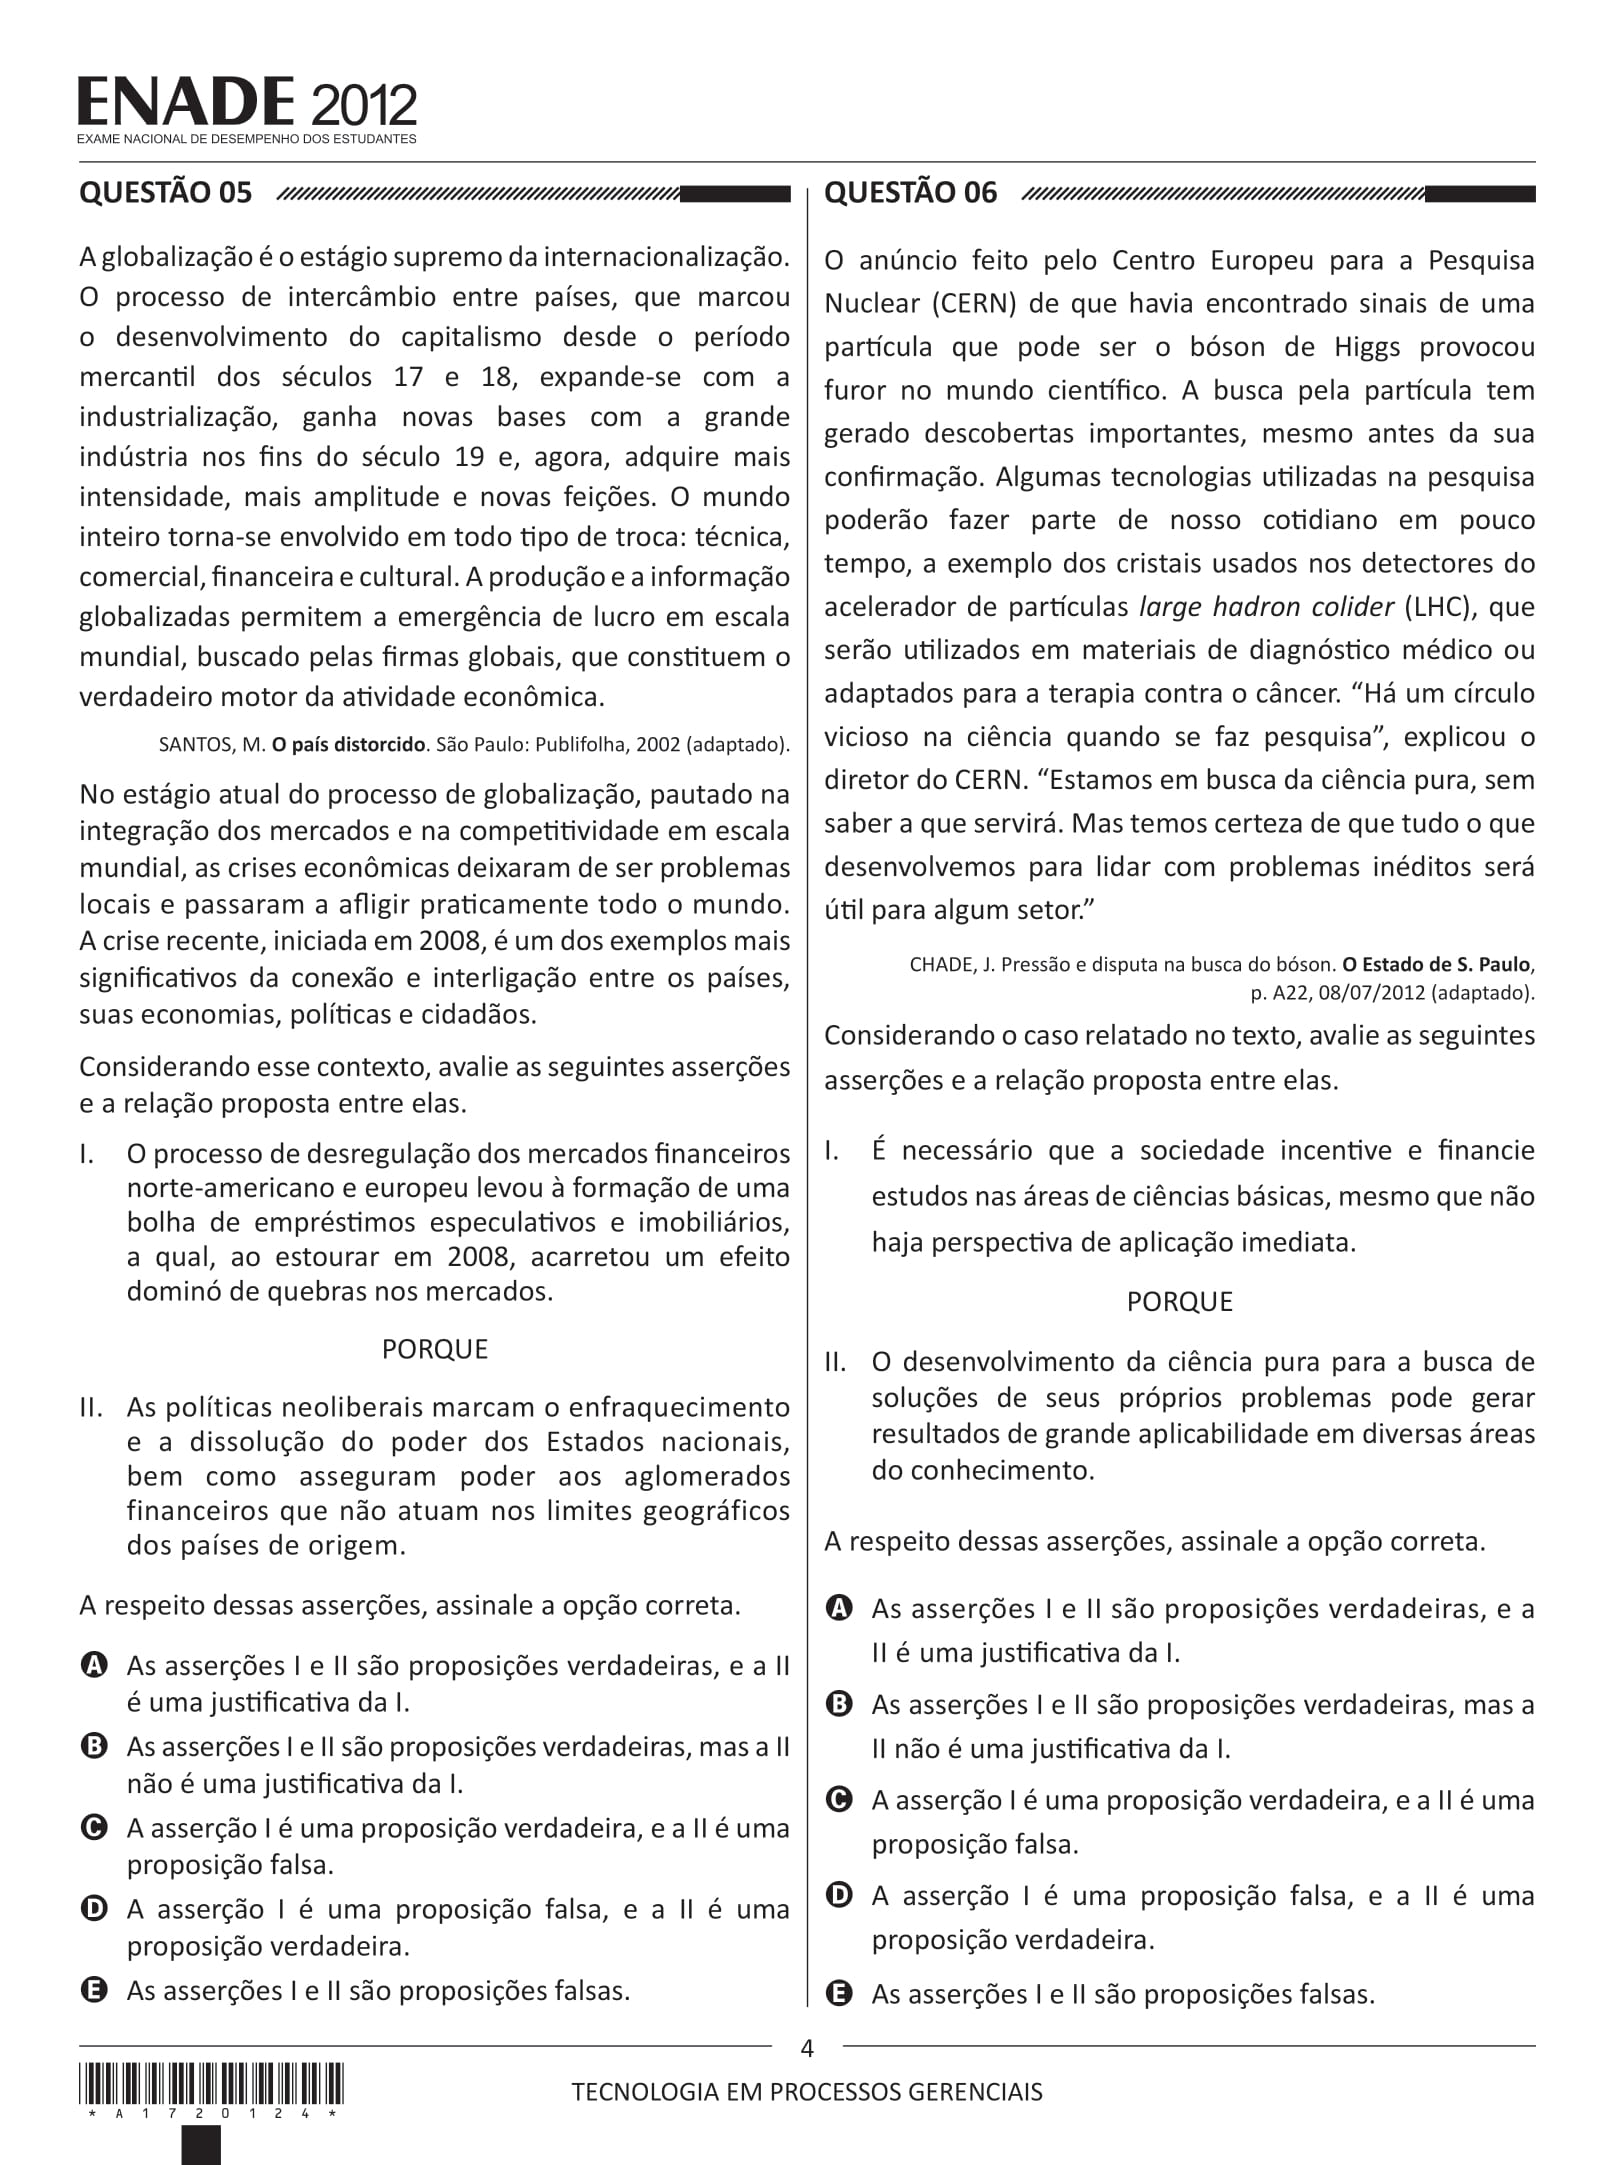 ENADE 2012
EXAME NACIONAL DE DESEMPENHO DOS ESTUDANTES
QUESTÃO 05
A globalização é o estágio supremo da internacionalização.
O processo de intercâmbio entre países, que marcou
o desenvolvimento do capitalismo desde o período
mercantil dos séculos 17 e 18, expande-se com a
industrialização, ganha novas bases com a grande
indústria nos fins do século 19 e, agora, adquire mais
intensidade, mais amplitude e novas feições. O mundo
inteiro torna-se envolvido em todo tipo de troca: técnica,
comercial, financeira e cultural. A produção e a informação
globalizadas permitem a emergência de lucro em escala
mundial, buscado pelas firmas globais, que constituem o
verdadeiro motor da atividade econômica.
SANTOS, M. O país distorcido. São Paulo: Publifolha, 2002 (adaptado).
No estágio atual do processo de globalização, pautado na
integração dos mercados e na competitividade em escala
mundial, as crises econômicas deixaram de ser problemas
locais e passaram a afligir praticamente todo o mundo.
A crise recente, iniciada em 2008, é um dos exemplos mais
significativos da conexão e interligação entre os países,
suas economias, políticas e cidadãos.
Considerando esse contexto, avalie as seguintes asserções
e a relação proposta entre elas.
I. O processo de desregulação dos mercados financeiros
norte-americano e europeu levou à formação de uma
bolha de empréstimos especulativos e imobiliários,
a qual, ao estourar em 2008, acarretou um efeito
dominó de quebras nos mercados.
PORQUE
II. As políticas neoliberais marcam o enfraquecimento
e a dissolução do poder dos Estados nacionais,
bem como asseguram poder aos aglomerados
financeiros que não atuam nos limites geográficos
dos países de origem.
A respeito dessas asserções, assinale a opção correta.
A As asserções I e II são proposições verdadeiras, e a II
é uma justificativa da I.
B As asserções I e II são proposições verdadeiras, mas a II
não é uma justificativa da I.
C A asserção I é uma proposição verdadeira, e a II é uma
proposição falsa.
D A asserção I é uma proposição falsa, e a II é uma
proposição verdadeira.
E As asserções I e II são proposições falsas.
QUESTÃO 06
O anúncio feito pelo Centro Europeu para a Pesquisa
Nuclear (CERN) de que havia encontrado sinais de uma
partícula que pode ser o bóson de Higgs provocou
furor no mundo científico. A busca pela partícula tem
gerado descobertas importantes, mesmo antes da sua
confirmação. Algumas tecnologias utilizadas na pesquisa
poderão fazer parte de nosso cotidiano em pouco
tempo, a exemplo dos cristais usados nos detectores do
acelerador de partículas large hadron colider (LHC), que
serão utilizados em materiais de diagnóstico médico ou
adaptados para a terapia contra o câncer. “Há um círculo
vicioso na ciência quando se faz pesquisa”, explicou o
diretor do CERN. “Estamos em busca da ciência pura, sem
saber a que servirá. Mas temos certeza de que tudo o que
desenvolvemos para lidar com problemas inéditos será
útil para algum setor.”
CHADE, J. Pressão e disputa na busca do bóson. O Estado de S. Paulo,
p. A22, 08/07/2012 (adaptado).
Considerando o caso relatado no texto, avalie as seguintes
asserções e a relação proposta entre elas.
I. É necessário que a sociedade incentive e financie
estudos nas áreas de ciências básicas, mesmo que não
haja perspectiva de aplicação imediata.
PORQUE
II. O desenvolvimento da ciência pura para a busca de
soluções de seus próprios problemas pode gerar
resultados de grande aplicabilidade em diversas áreas
do conhecimento.
A respeito dessas asserções, assinale a opção correta.
A As asserções I e II são proposições verdadeiras, e a
II é uma justificativa da I.
B As asserções I e II são proposições verdadeiras, mas a
II não é uma justificativa da I.
C A asserção I é uma proposição verdadeira, e a II é uma
proposição falsa.
D A asserção I é uma proposição falsa, e a II é uma
proposição verdadeira.
E As asserções I e II são proposições falsas.
4
TECNOLOGIA EM PROCESSOS GERENCIAIS
* A 1 7 2 0 1 2 4 *